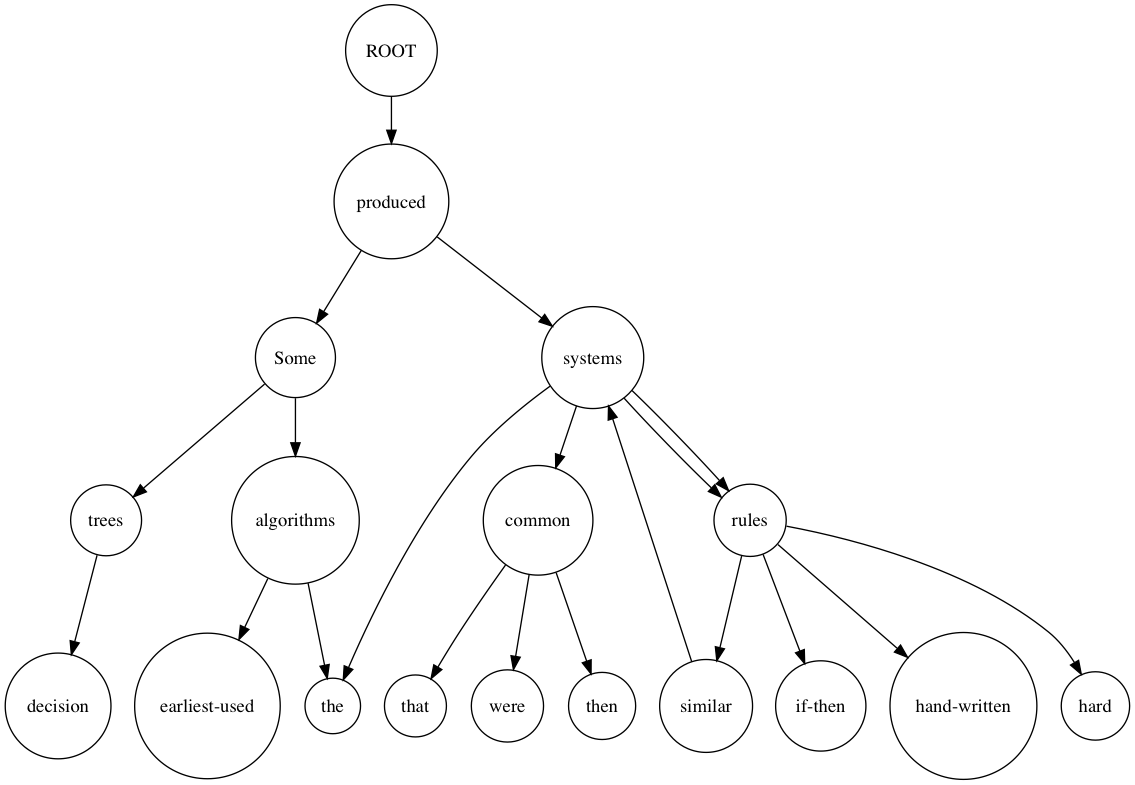 ROOT
produced
Some
systems
trees
algorithms
common
rules
decision
earliest-used
the
that
were
then
similar
if-then
hand-written
hard